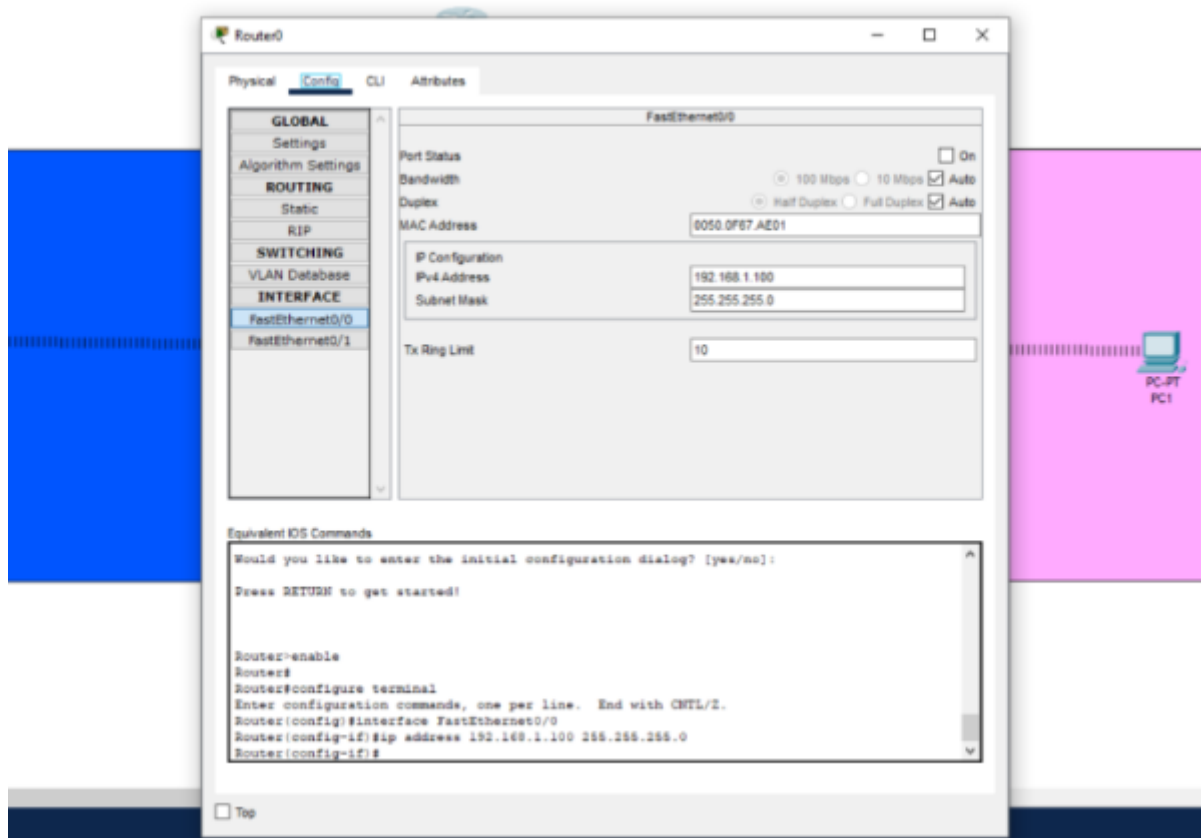 Router0
Physical Config CLI Attributes
GLOBAL
Settings
Algorithm Settings
ROUTING
Static
RIP
SWITCHING
VLAN Database
INTERFACE
FastEthernet0/0
FastEthernet0/1
FastEthernet0/0
Port Status On
Bandwidth 100 Mbps 10 Mbps Auto
Duplex Half Duplex Full Duplex Auto
MAC Address 0050.0F67.AE01
IP Configuration
IPv4 Address 192.168.1.100
Subnet Mask 255.255.255.0
Tx Ring Limit 10
PC-PT
PC1
Equivalent IOS Commands
Would you like to enter the initial configuration dialog? [yes/no]:
Press RETURN to get started!
Router>enable
Router#
Router#configure terminal
Enter configuration commands, one per line. End with CNTL/Z.
Router(config)#interface FastEthernet0/0
Router(config-if)#ip address 192.168.1.100 255.255.255.0
Router(config-if)#
Top